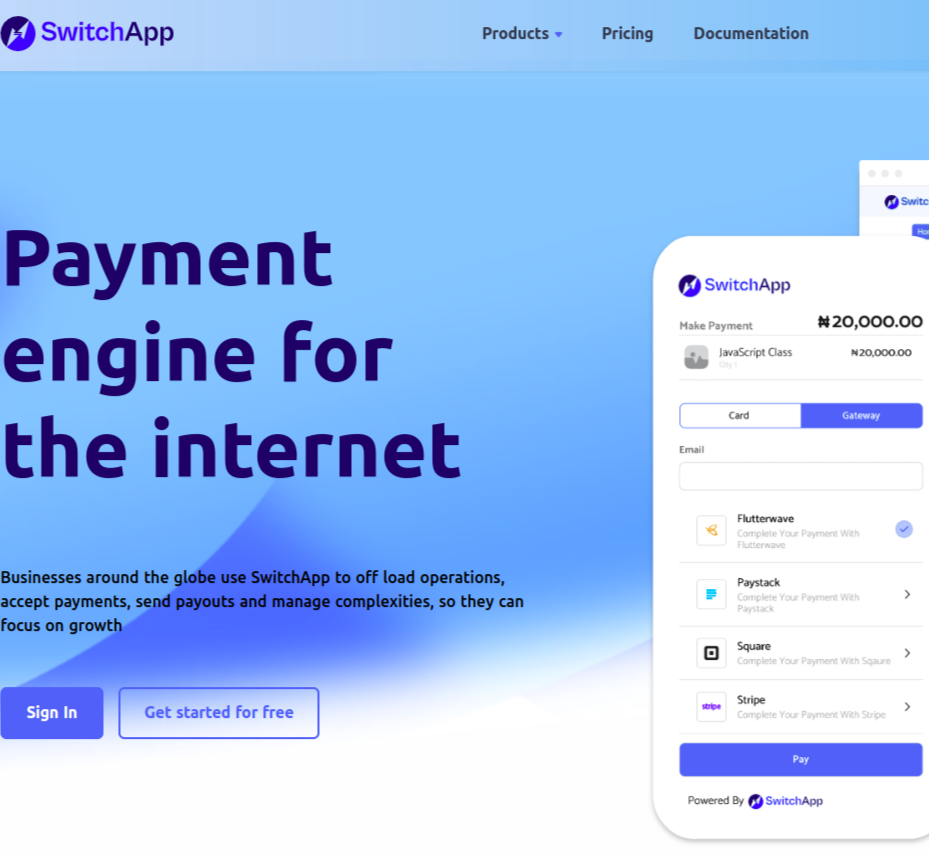 SwitchApp
Products
Pricing
Documentation
Payment
engine for
the internet
Businesses around the globe use SwitchApp to off load operations,
accept payments, send payouts and manage complexities, so they can
focus on growth
Sign In
Get started for free
SwitchApp
Make Payment
₦20,000.00
JavaScript Class
₦20,000.00
Qty 1
Card
Gateway
Email
Flutterwave
Complete Your Payment With
Flutterwave
Paystack
Complete Your Payment With
Paystack
Square
Complete Your Payment With Sqaure
stripe
Stripe
Complete Your Payment With Stripe
Pay
Powered By SwitchApp